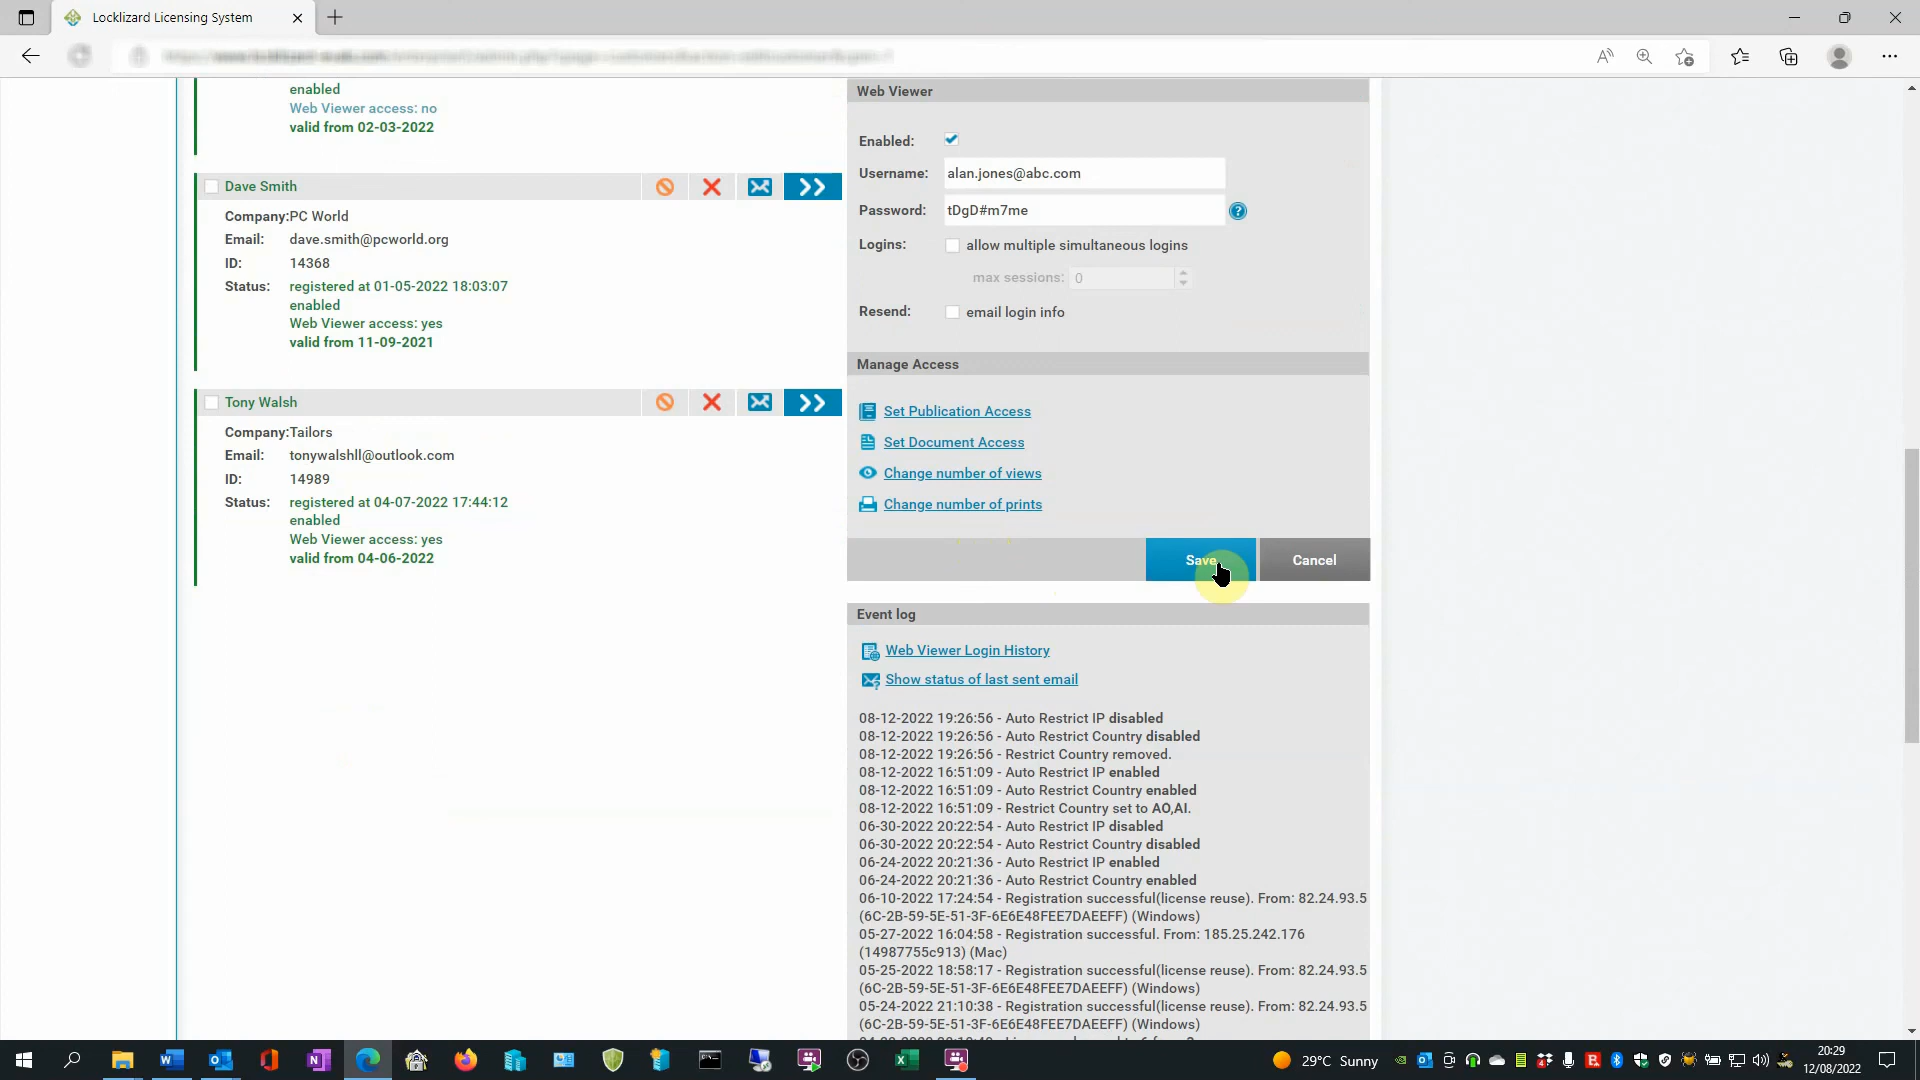 Locklizard Licensing System
enabled
Web Viewer access: no
valid from 02-03-2022
Dave Smith
Company:PC World
Email: dave.smith@pcworld.org
ID: 14368
Status: registered at 01-05-2022 18:03:07
enabled
Web Viewer access: yes
valid from 11-09-2021
Tony Walsh
Company:Tailors
Email: tonywalshll@outlook.com
ID: 14989
Status: registered at 04-07-2022 17:44:12
enabled
Web Viewer access: yes
valid from 04-06-2022
Web Viewer
Enabled:
Username: alan.jones@abc.com
Password: tDgD#m7me
Logins: allow multiple simultaneous logins
max sessions: 0
Resend: email login info
Manage Access
Set Publication Access
Set Document Access
Change number of views
Change number of prints
Save Cancel
Event log
Web Viewer Login History
Show status of last sent email
08-12-2022 19:26:56 - Auto Restrict IP disabled
08-12-2022 19:26:56 - Auto Restrict Country disabled
08-12-2022 19:26:56 - Restrict Country removed.
08-12-2022 16:51:09 - Auto Restrict IP enabled
08-12-2022 16:51:09 - Auto Restrict Country enabled
08-12-2022 16:51:09 - Restrict Country set to AO,AI.
06-30-2022 20:22:54 - Auto Restrict IP disabled
06-30-2022 20:22:54 - Auto Restrict Country disabled
06-24-2022 20:21:36 - Auto Restrict IP enabled
06-24-2022 20:21:36 - Auto Restrict Country enabled
06-10-2022 17:24:54 - Registration successful(license reuse). From: 82.24.93.5
(6C-2B-59-5E-51-3F-6E6E48FEE7DAEEFF) (Windows)
05-27-2022 16:04:58 - Registration successful. From: 185.25.242.176
(14987755c913) (Mac)
05-25-2022 18:58:17 - Registration successful(license reuse). From: 82.24.93.5
(6C-2B-59-5E-51-3F-6E6E48FEE7DAEEFF) (Windows)
05-24-2022 21:10:38 - Registration successful(license reuse). From: 82.24.93.5
(6C-2B-59-5E-51-3F-6E6E48FEE7DAEEFF) (Windows)
29°C Sunny
20:29
12/08/2022